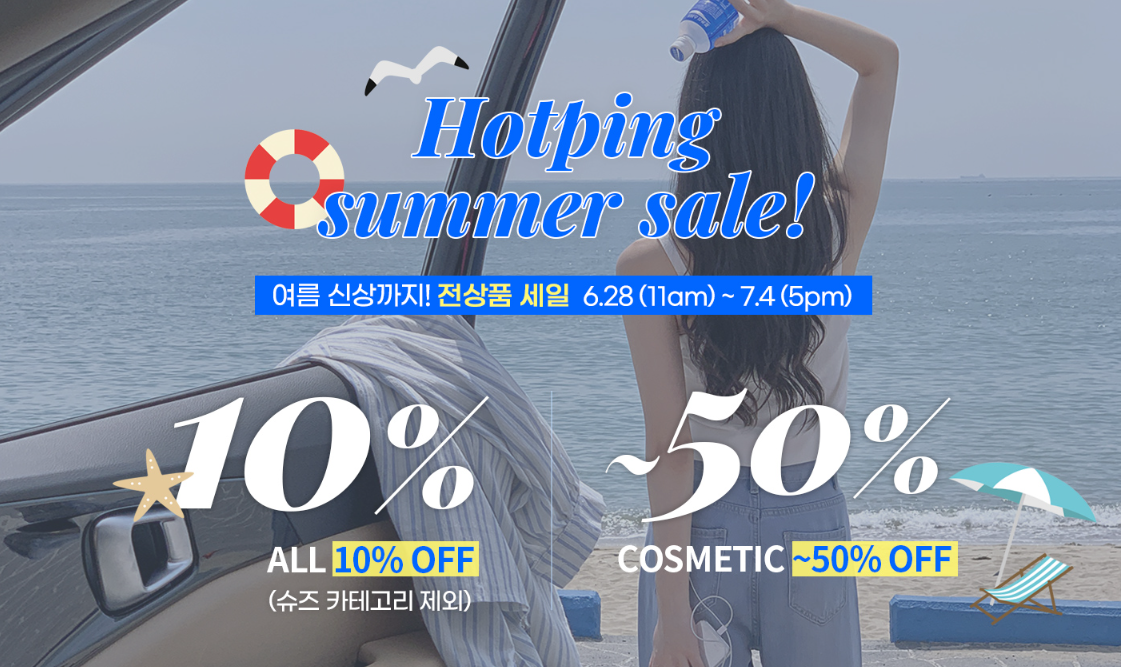 Hotping
summer sale!
여름 신상까지! 전상품 세일 6.28 (11am) ~ 7.4 (5pm)
10%
ALL 10% OFF
(슈즈 카테고리 제외)
~50%
COSMETIC ~50% OFF